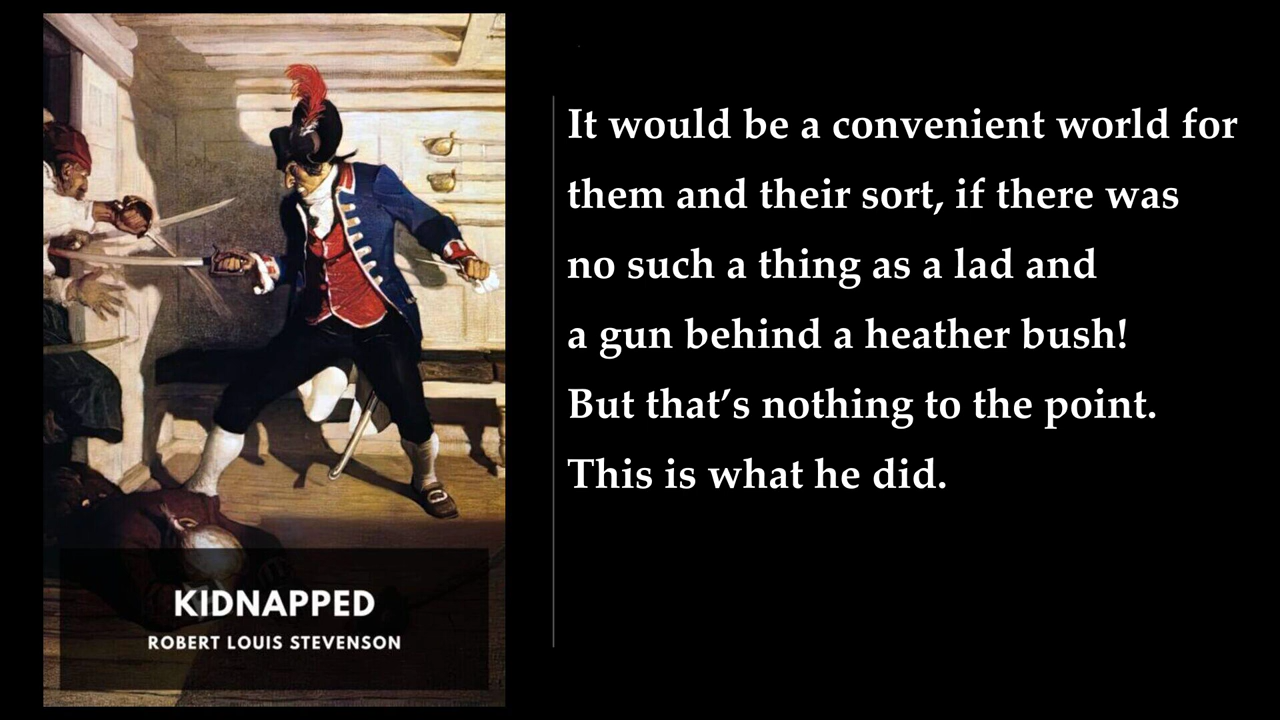 It would be a convenient world for
them and their sort, if there was
no such a thing as a lad and
a gun behind a heather bush!
But that’s nothing to the point.
This is what he did.
KIDNAPPED
ROBERT LOUIS STEVENSON